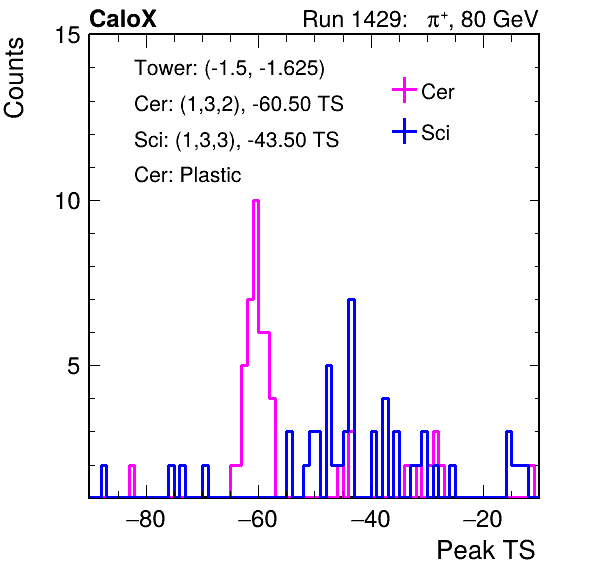 CaloX Run 1429: π⁺, 80 GeV
Counts
15
10
5
Tower: (-1.5, -1.625)
Cer: (1,3,2), -60.50 TS
Sci: (1,3,3), -43.50 TS
Cer: Plastic
Cer
Sci
−80 −60 −40 −20
Peak TS